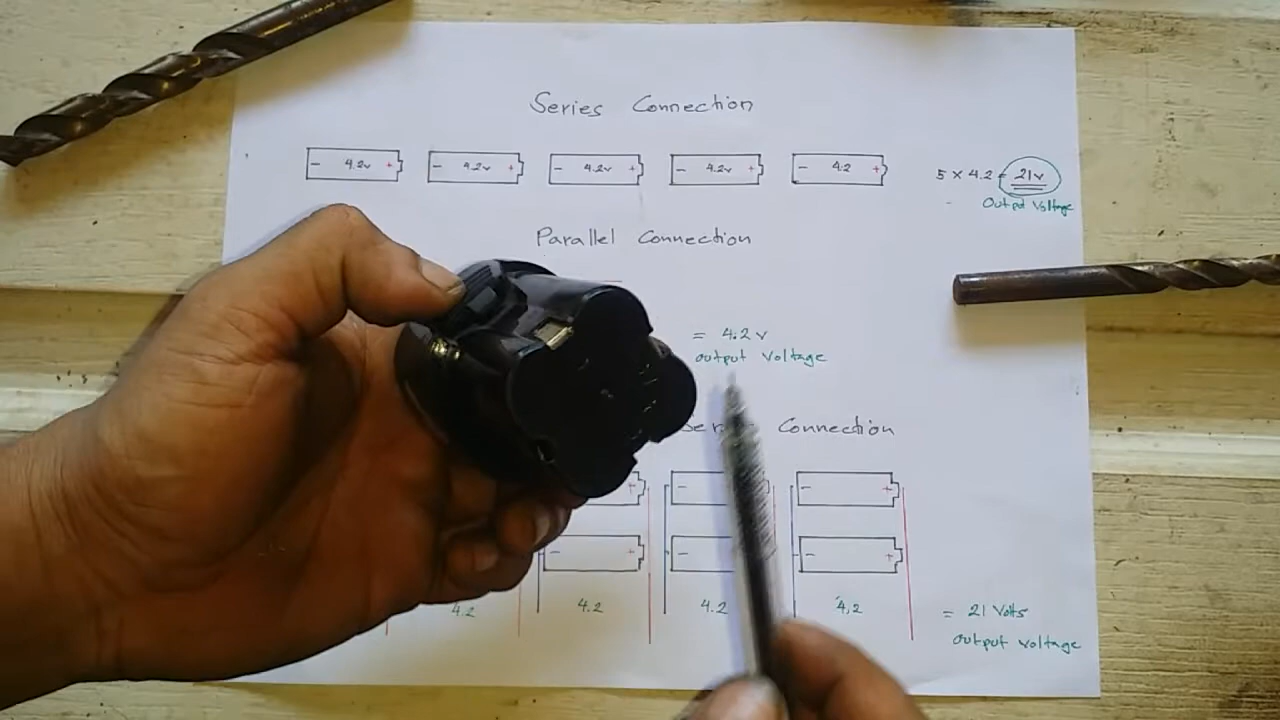 Series Connection
- 4.2v + - 4.2v + - 4.2v + - 4.2v + - 4.2 + 5 × 4.2 = 21v
Output Voltage
Parallel Connection
= 4.2 v
output voltage
Connection
+ - - +
- + - - +
4.2 4.2 4.2 4.2 = 21 Volts
output voltage